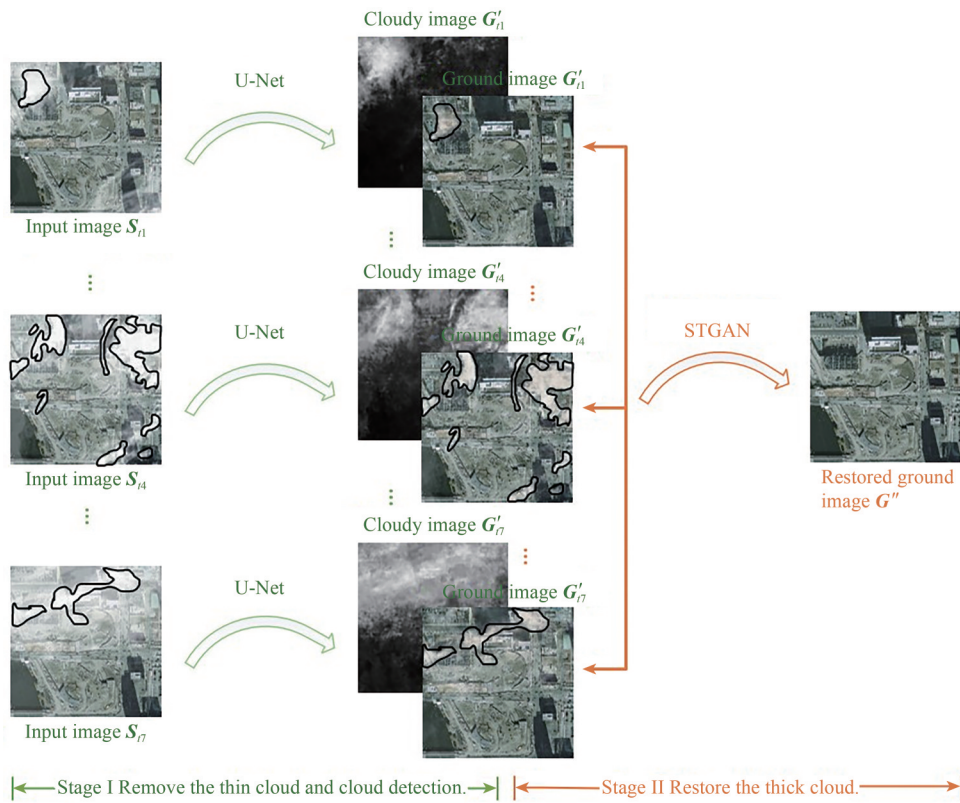 Cloudy image G′t1
U-Net
Ground image G′t1
Input image St1
Cloudy image G′t4
U-Net
Ground image G′t4
STGAN
Input image St4
Restored ground
image G″
Cloudy image G′t7
U-Net
Ground image G′t7
Input image St7
Stage I Remove the thin cloud and cloud detection.
Stage II Restore the thick cloud.